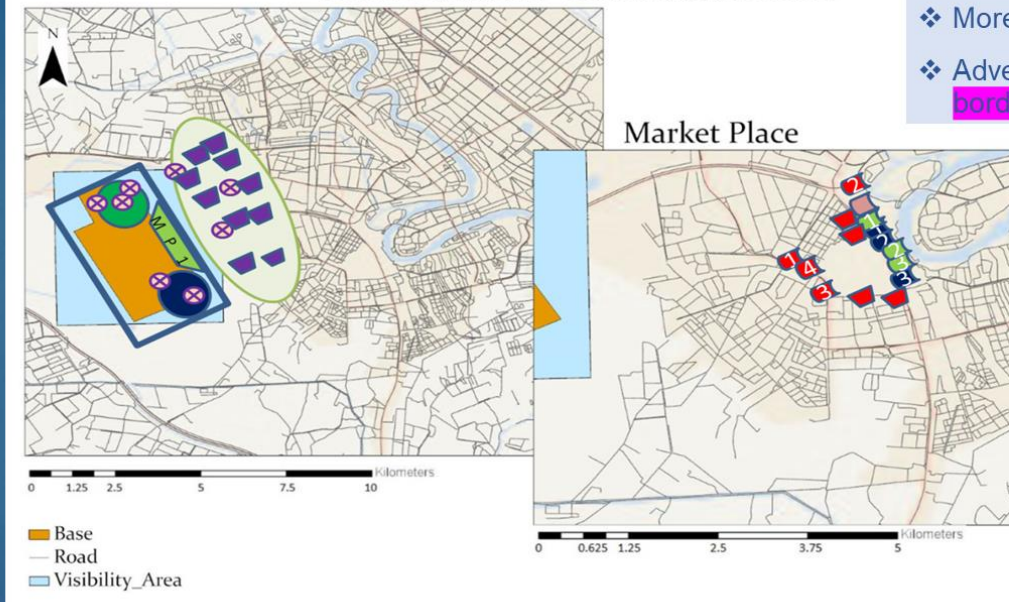 ❖ More
❖ Adve
bord
N
Market Place
M P 1
2
1
1
2
2
3
3
1
4
3
Kilometers
0 1.25 2.5 5 7.5 10
Kilometers
0 0.625 1.25 2.5 3.75 5
Base
Road
Visibility_Area